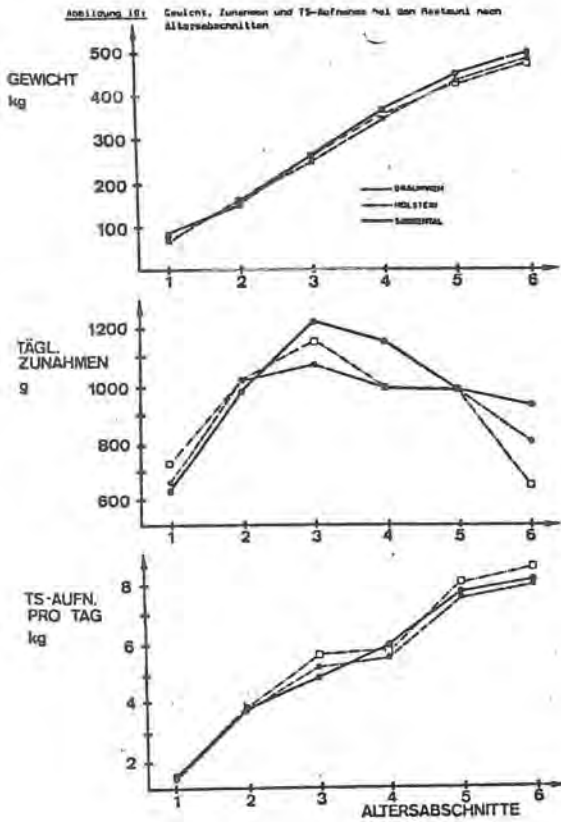 Abbildung 10: Gewicht, Zunahmen und TS-Aufnahme bei den nach
Altersabschnitten
GEWICHT
kg
500
400
300
200
100
BRAUNVIEH
HOLSTEIN
SIMMENTAL
1 2 3 4 5 6
TÄGL.
ZUNAHMEN
g
1200
1000
800
600
1 2 3 4 5 6
TS-AUFN.
PRO TAG
kg
8
6
4
2
1 2 3 4 5 6
ALTERSABSCHNITTE